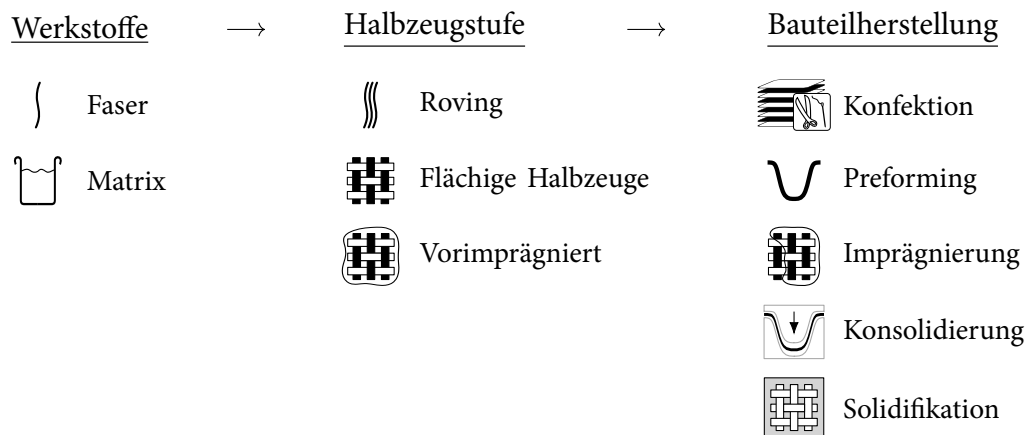 Werkstoffe → Halbzeugstufe → Bauteilherstellung
Faser Roving Konfektion
Matrix Flächige Halbzeuge Preforming
Vorimprägniert Imprägnierung
Konsolidierung
Solidifikation